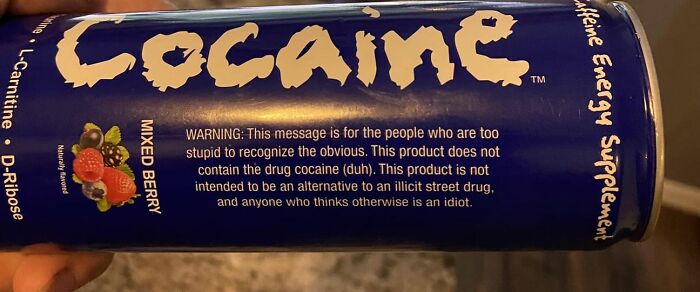 Cocaine
TM
WARNING: This message is for the people who are too
stupid to recognize the obvious. This product does not
contain the drug cocaine (duh). This product is not
intended to be an alternative to an illicit street drug,
and anyone who thinks otherwise is an idiot.
MIXED BERRY
Naturally flavored
• L-Carnitine • D-Ribose
Caffeine Energy Supplement